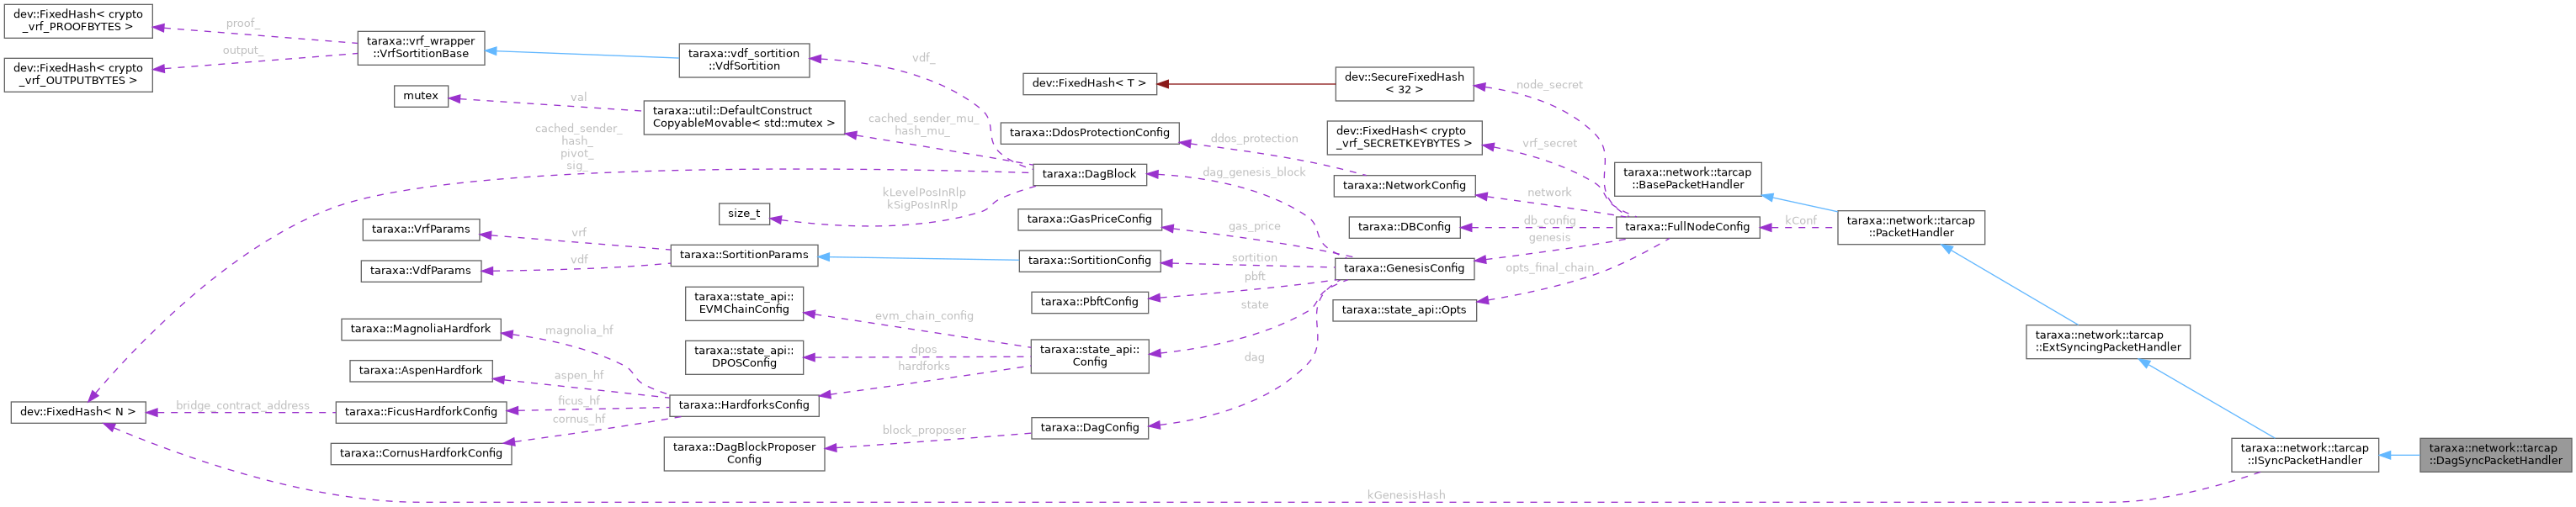 dev::FixedHash< crypto
_vrf_PROOFBYTES >
dev::FixedHash< crypto
_vrf_OUTPUTBYTES >
proof_
output_
taraxa::vrf_wrapper
::VrfSortitionBase
taraxa::vdf_sortition
::VdfSortition
vdf_
mutex
val
taraxa::util::DefaultConstruct
CopyableMovable< std::mutex >
cached_sender_mu_
hash_mu_
cached_sender_
hash_
pivot_
sig_
taraxa::DagBlock
kLevelPosInRlp
kSigPosInRlp
size_t
taraxa::VrfParams
vrf
taraxa::VdfParams
vdf
taraxa::SortitionParams
taraxa::state_api::
EVMChainConfig
evm_chain_config
taraxa::state_api::
DPOSConfig
dpos
hardforks
taraxa::MagnoliaHardfork
magnolia_hf
taraxa::AspenHardfork
aspen_hf
dev::FixedHash< N >
bridge_contract_address
taraxa::FicusHardforkConfig
ficus_hf
taraxa::HardforksConfig
cornus_hf
taraxa::CornusHardforkConfig
taraxa::DagBlockProposer
Config
block_proposer
dev::FixedHash< T >
dev::SecureFixedHash
< 32 >
node_secret
taraxa::DdosProtectionConfig
ddos_protection
dev::FixedHash< crypto
_vrf_SECRETKEYBYTES >
vrf_secret
dag_genesis_block
taraxa::NetworkConfig
network
taraxa::network::tarcap
::BasePacketHandler
taraxa::GasPriceConfig
gas_price
taraxa::DBConfig
db_config
taraxa::FullNodeConfig
kConf
taraxa::network::tarcap
::PacketHandler
genesis
taraxa::SortitionConfig
sortition
taraxa::GenesisConfig
opts_final_chain
taraxa::PbftConfig
pbft
taraxa::state_api::Opts
state
taraxa::state_api::
Config
dag
taraxa::DagConfig
taraxa::network::tarcap
::ExtSyncingPacketHandler
taraxa::network::tarcap
::ISyncPacketHandler
taraxa::network::tarcap
::DagSyncPacketHandler
kGenesisHash